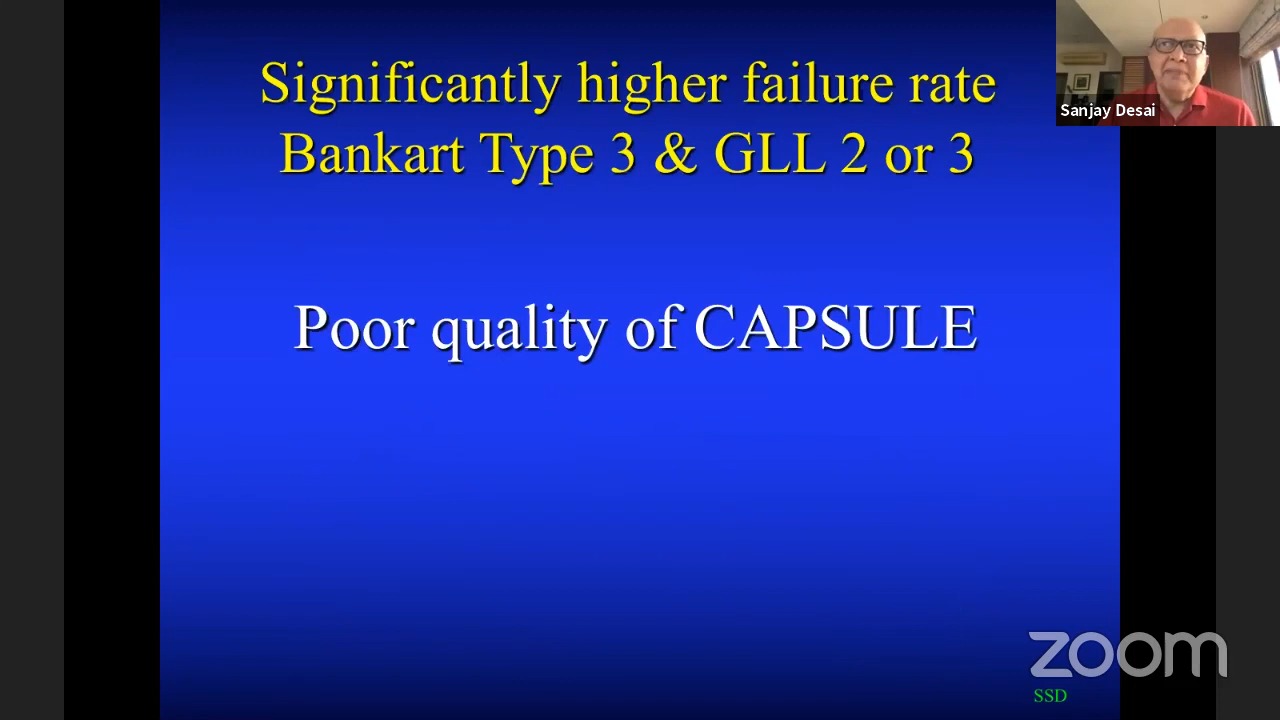 Significantly higher failure rate
Bankart Type 3 & GLL 2 or 3
Poor quality of CAPSULE
Sanjay Desai
zoom
SSD